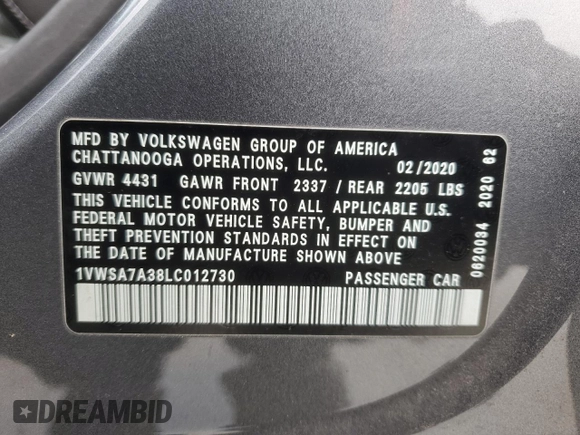 MFD BY VOLKSWAGEN GROUP OF AMERICA
CHATTANOOGA OPERATIONS, LLC. 02/2020
GVWR 4431 GAWR FRONT 2337 / REAR 2205 LBS
THIS VEHICLE CONFORMS TO ALL APPLICABLE U.S.
FEDERAL MOTOR VEHICLE SAFETY, BUMPER AND
THEFT PREVENTION STANDARDS IN EFFECT ON
THE DATE OF MANUFACTURE SHOWN ABOVE
1VWSA7A38LC012730 PASSENGER CAR
0620034 2020 62
DREAMBID